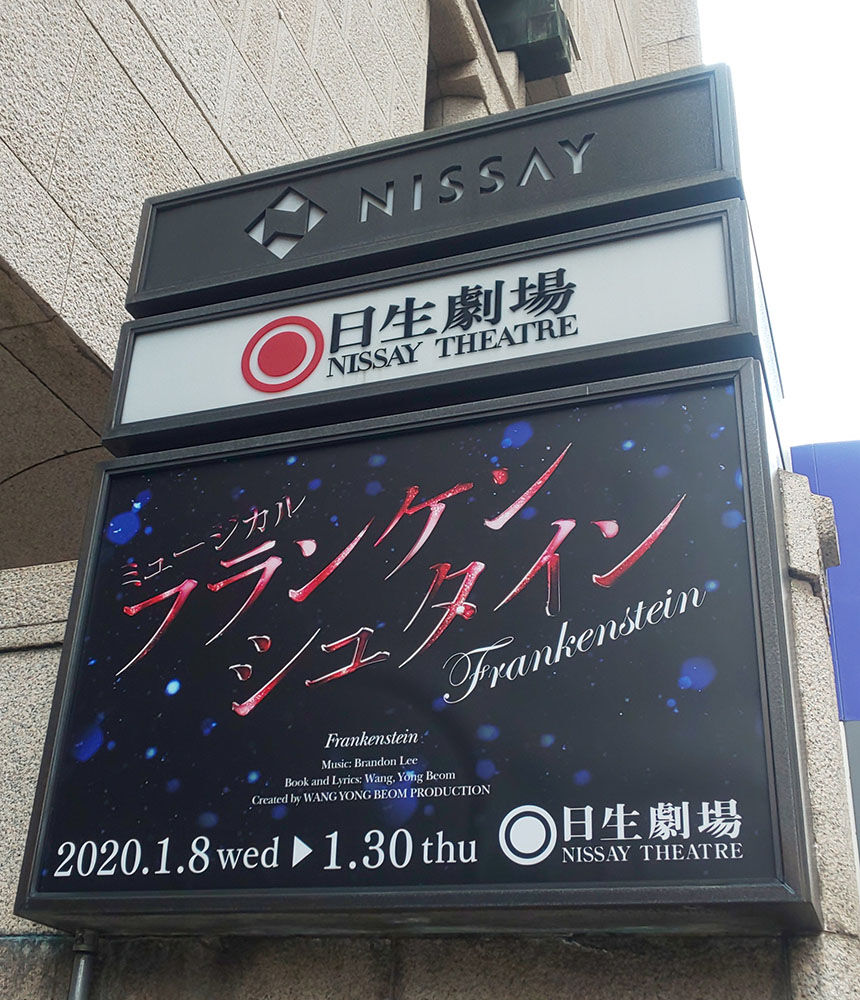 NISSAY
日生劇場
NISSAY THEATRE
ミュージカル
フランケン
シュタイン
Frankenstein
Frankenstein
Music: Brandon Lee
Book and Lyrics: Wang, Yong Beom
Created by WANG YONG BEOM PRODUCTION
2020.1.8 wed ▶ 1.30 thu
日生劇場
NISSAY THEATRE